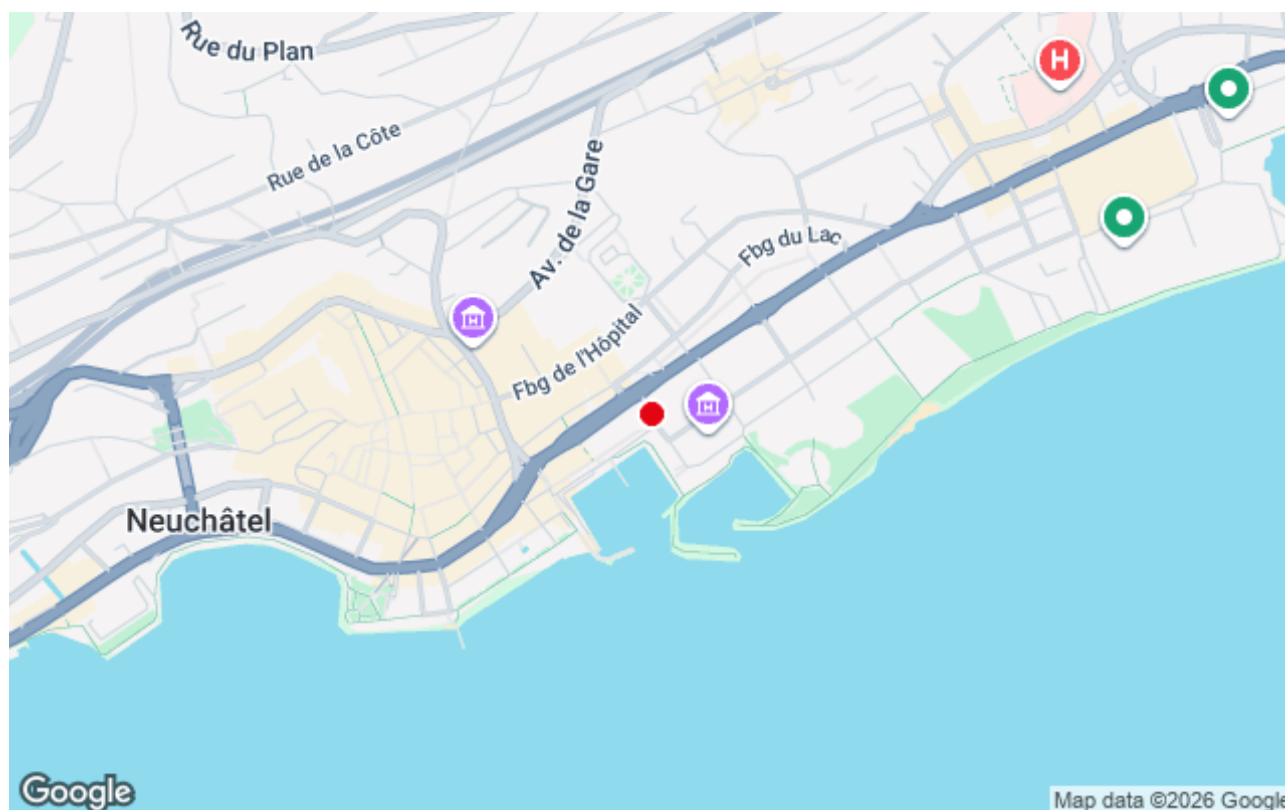 Rue du Plan
H
Rue de la Côte
Av. de la Gare
Fbg du Lac
H
Fbg de l'Hôpital
H
Neuchâtel
Google
Map data ©2026 Google